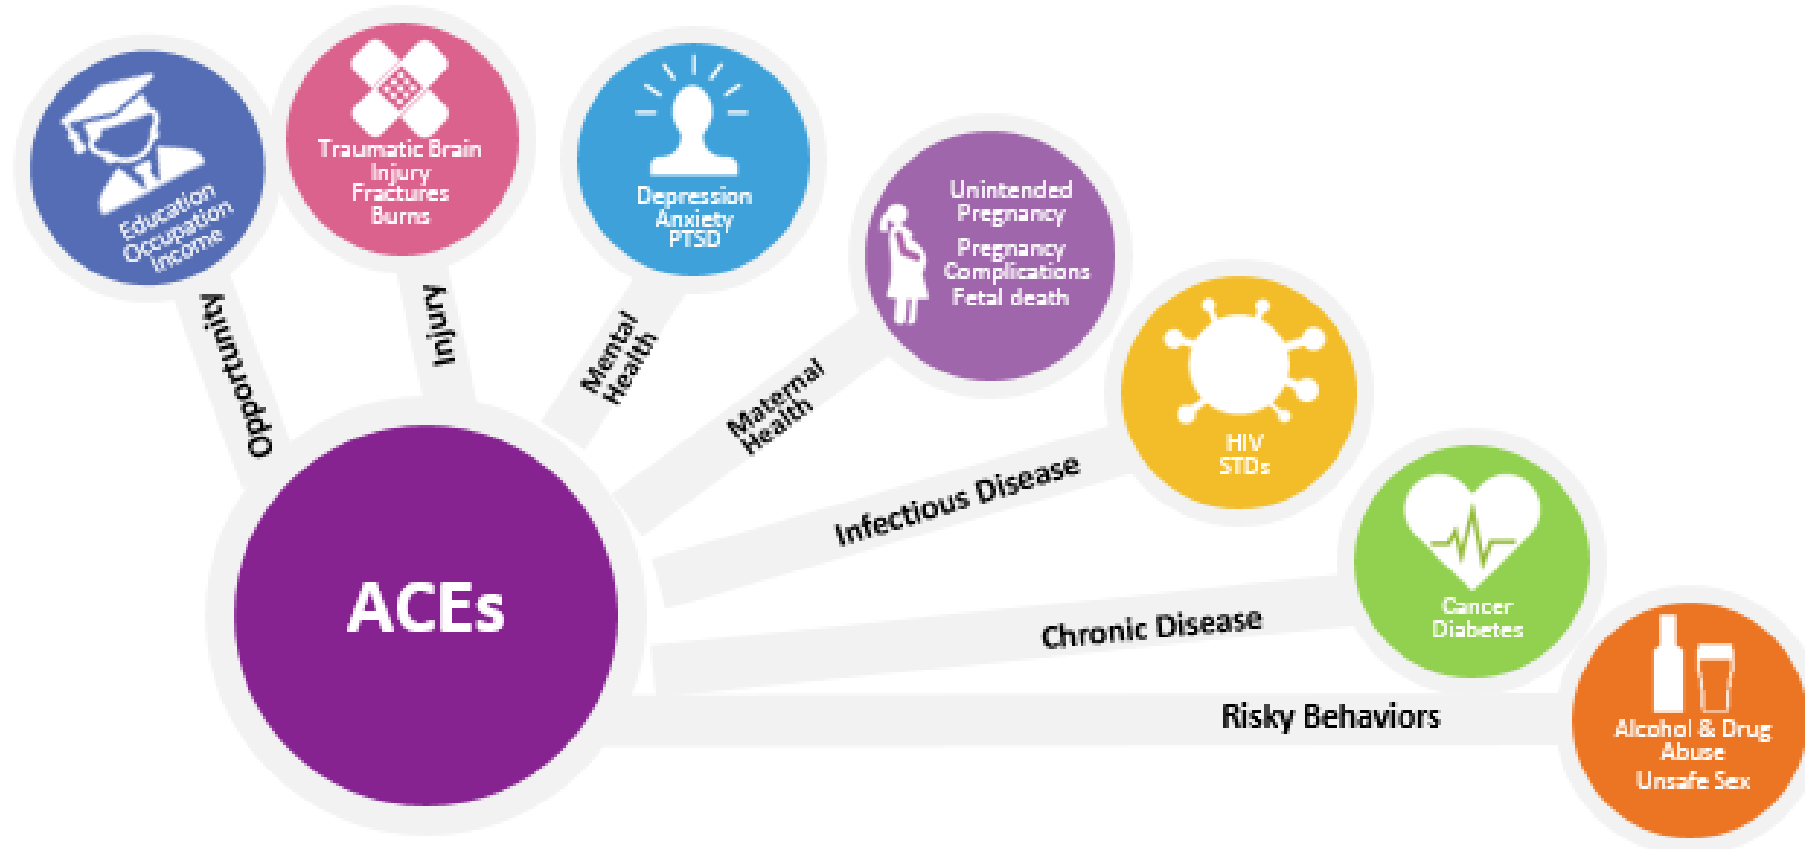 Education
Occupation
Income
Opportunity
Traumatic Brain
Injury
Fractures
Burns
Injury
Depression
Anxiety
PTSD
Mental
Health
Unintended
Pregnancy
Pregnancy
Complications
Fetal death
Maternal
Health
HIV
STDs
Infectious Disease
Cancer
Diabetes
Chronic Disease
Alcohol & Drug
Abuse
Unsafe Sex
Risky Behaviors
ACEs